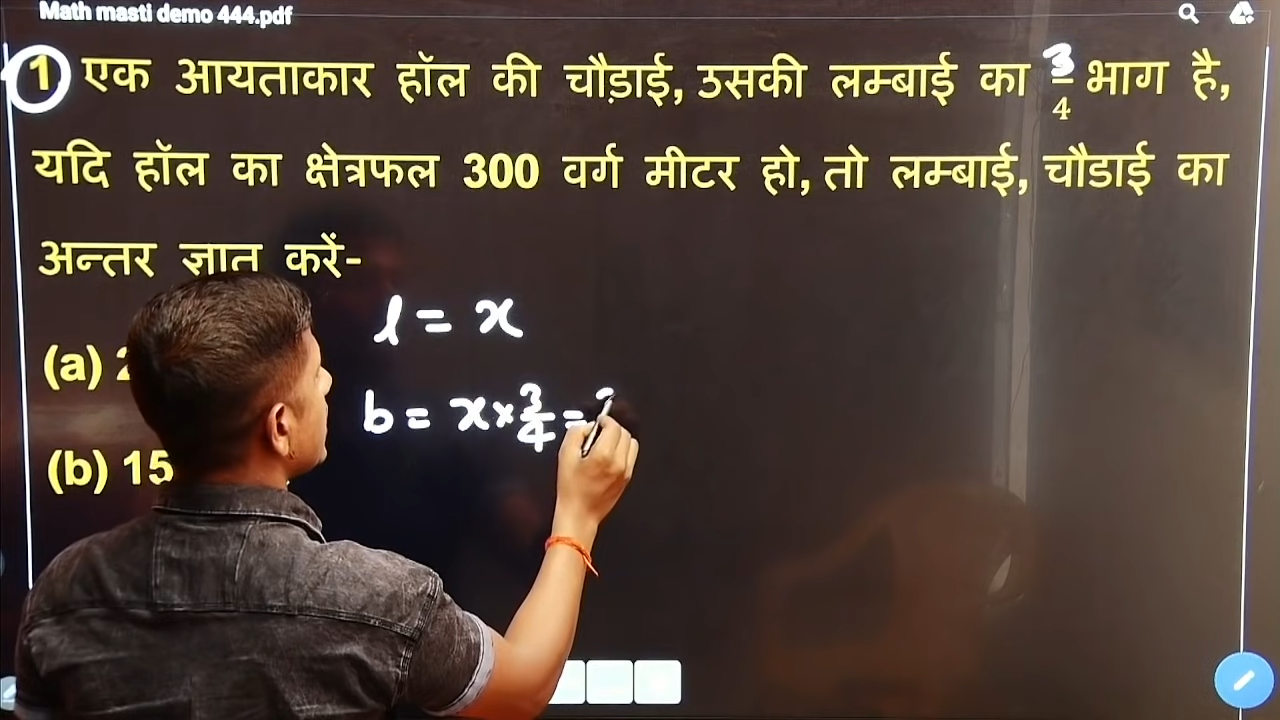 Math masti demo 444.pdf
1 एक आयताकार हॉल की चौड़ाई, उसकी लम्बाई का 3/4 भाग है,
यदि हॉल का क्षेत्रफल 300 वर्ग मीटर हो, तो लम्बाई, चौडाई का
अन्तर ज्ञात करें-
l = x
(a) 2
b = x × 3/4 =
(b) 15